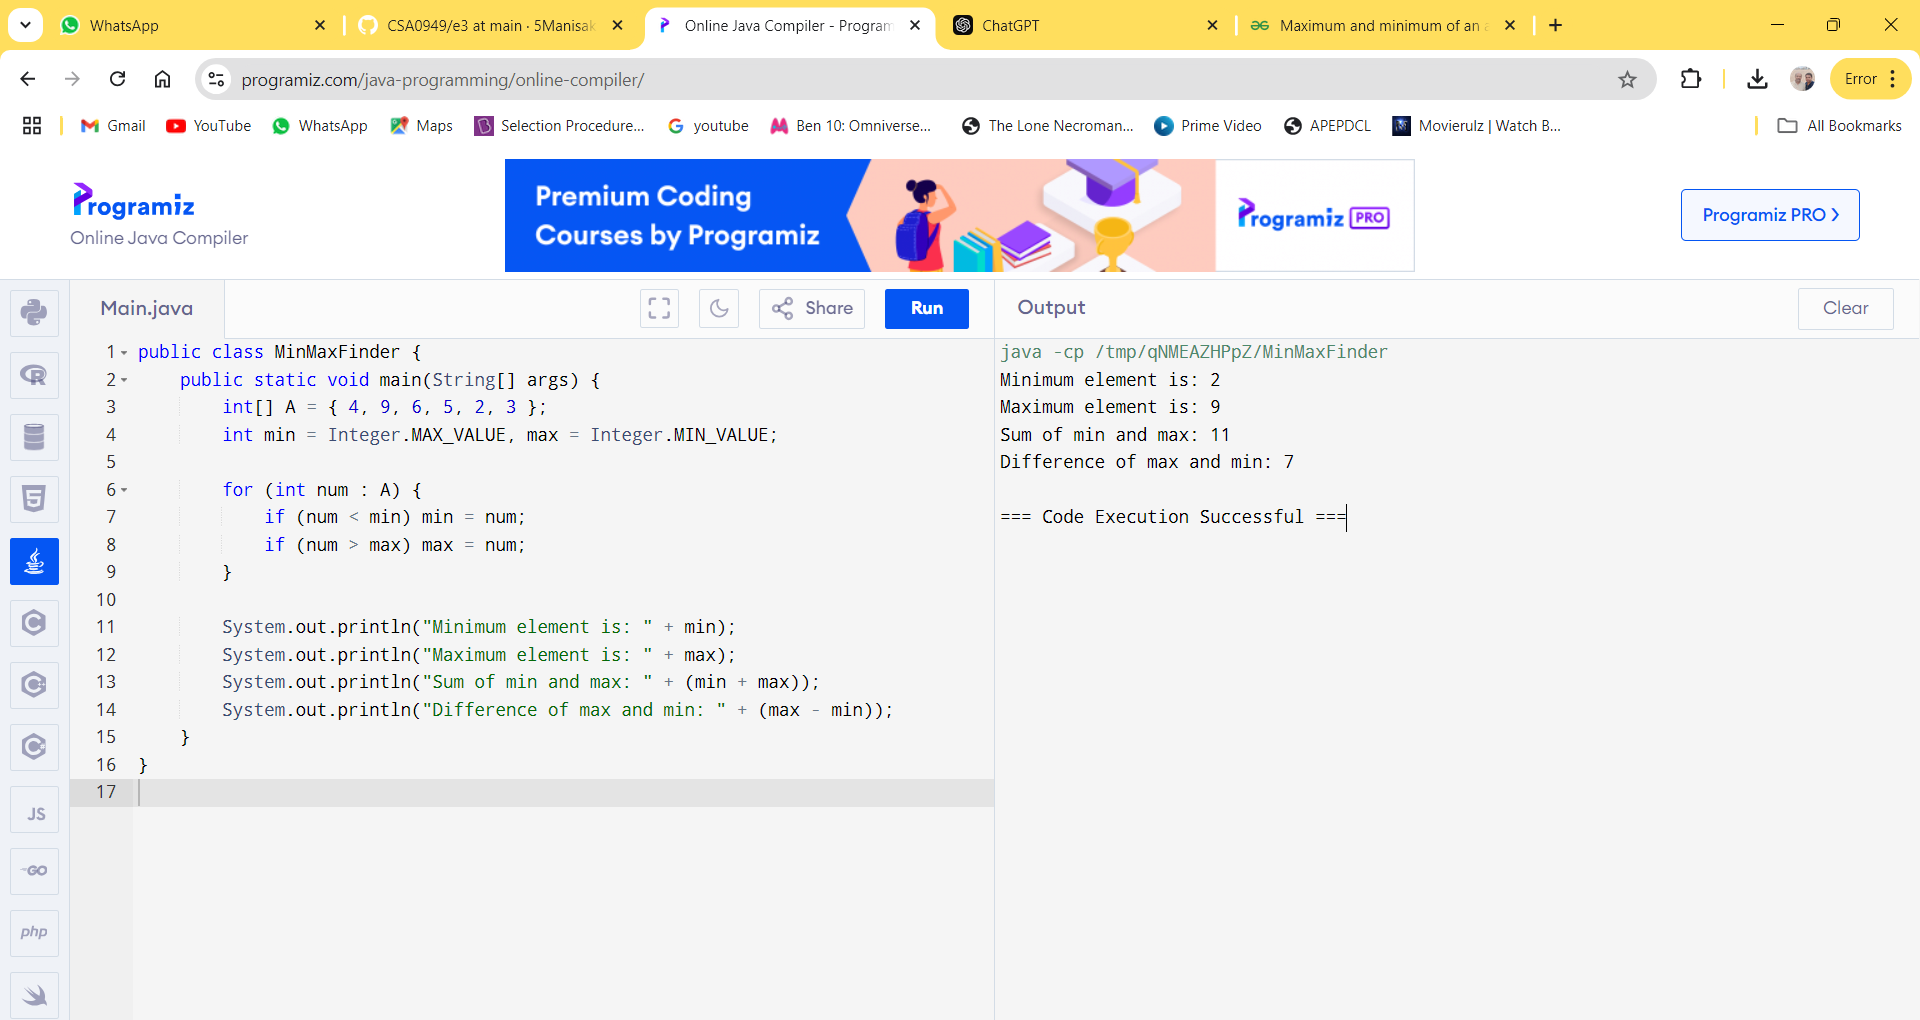 WhatsApp
CSA0949/e3 at main · 5Manisak
Online Java Compiler - Program
ChatGPT
Maximum and minimum of an a
programiz.com/java-programming/online-compiler/
Error
Gmail
YouTube
WhatsApp
Maps
Selection Procedure...
youtube
Ben 10: Omniverse...
The Lone Necroman...
Prime Video
APEPDCL
Movierulz | Watch B...
All Bookmarks
Programiz
Online Java Compiler
Premium Coding
Courses by Programiz
Programiz PRO
Programiz PRO ›
Main.java
Share
Run
Output
Clear
1 public class MinMaxFinder {
2 public static void main(String[] args) {
3 int[] A = { 4, 9, 6, 5, 2, 3 };
4 int min = Integer.MAX_VALUE, max = Integer.MIN_VALUE;
5
6 for (int num : A) {
7 if (num < min) min = num;
8 if (num > max) max = num;
9 }
10
11 System.out.println("Minimum element is: " + min);
12 System.out.println("Maximum element is: " + max);
13 System.out.println("Sum of min and max: " + (min + max));
14 System.out.println("Difference of max and min: " + (max - min));
15 }
16 }
17
java -cp /tmp/qNMEAZHPpZ/MinMaxFinder
Minimum element is: 2
Maximum element is: 9
Sum of min and max: 11
Difference of max and min: 7
=== Code Execution Successful ===
R
5
C
C
C
JS
GO
php